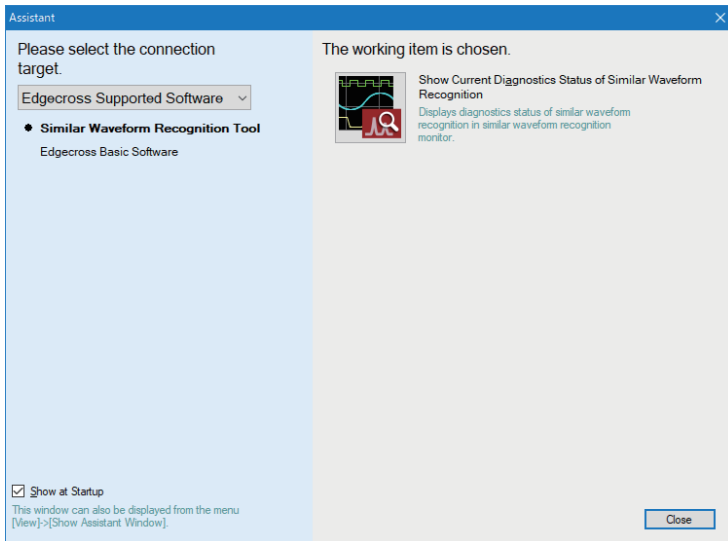 Assistant
Please select the connection
target.
Edgecross Supported Software
Similar Waveform Recognition Tool
Edgecross Basic Software
Show at Startup
This window can also be displayed from the menu
[View]->[Show Assistant Window].
The working item is chosen.
Show Current Diagnostics Status of Similar Waveform
Recognition
Displays diagnostics status of similar waveform
recognition in similar waveform recognition
monitor.
Close